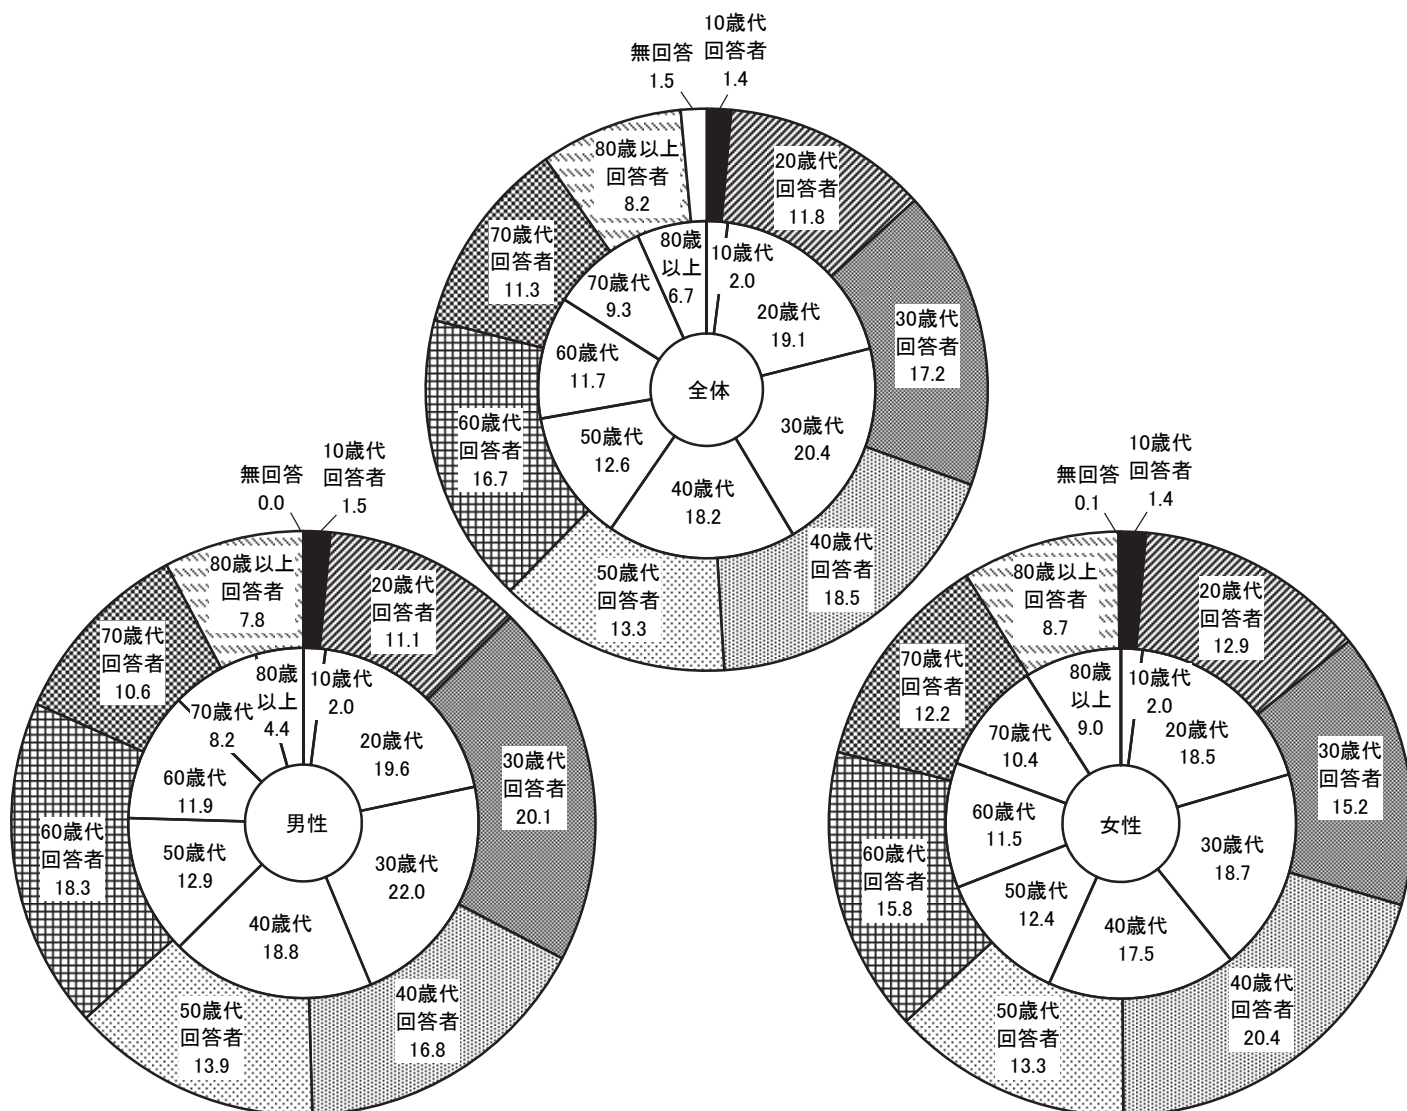 無回答
1.5
10歳代
回答者
1.4
20歳代
回答者
11.8
30歳代
回答者
17.2
40歳代
回答者
18.5
50歳代
回答者
13.3
60歳代
回答者
16.7
70歳代
回答者
11.3
80歳以上
回答者
8.2
10歳代
2.0
20歳代
19.1
30歳代
20.4
40歳代
18.2
50歳代
12.6
60歳代
11.7
70歳代
9.3
80歳
以上
6.7
全体
無回答
0.0
10歳代
回答者
1.5
20歳代
回答者
11.1
30歳代
回答者
20.1
40歳代
回答者
16.8
50歳代
回答者
13.9
60歳代
回答者
18.3
70歳代
回答者
10.6
80歳以上
回答者
7.8
10歳代
2.0
20歳代
19.6
30歳代
22.0
40歳代
18.8
50歳代
12.9
60歳代
11.9
70歳代
8.2
80歳
以上
4.4
男性
無回答
0.1
10歳代
回答者
1.4
20歳代
回答者
12.9
30歳代
回答者
15.2
40歳代
回答者
20.4
50歳代
回答者
13.3
60歳代
回答者
15.8
70歳代
回答者
12.2
80歳以上
回答者
8.7
10歳代
2.0
20歳代
18.5
30歳代
18.7
40歳代
17.5
50歳代
12.4
60歳代
11.5
70歳代
10.4
80歳
以上
9.0
女性